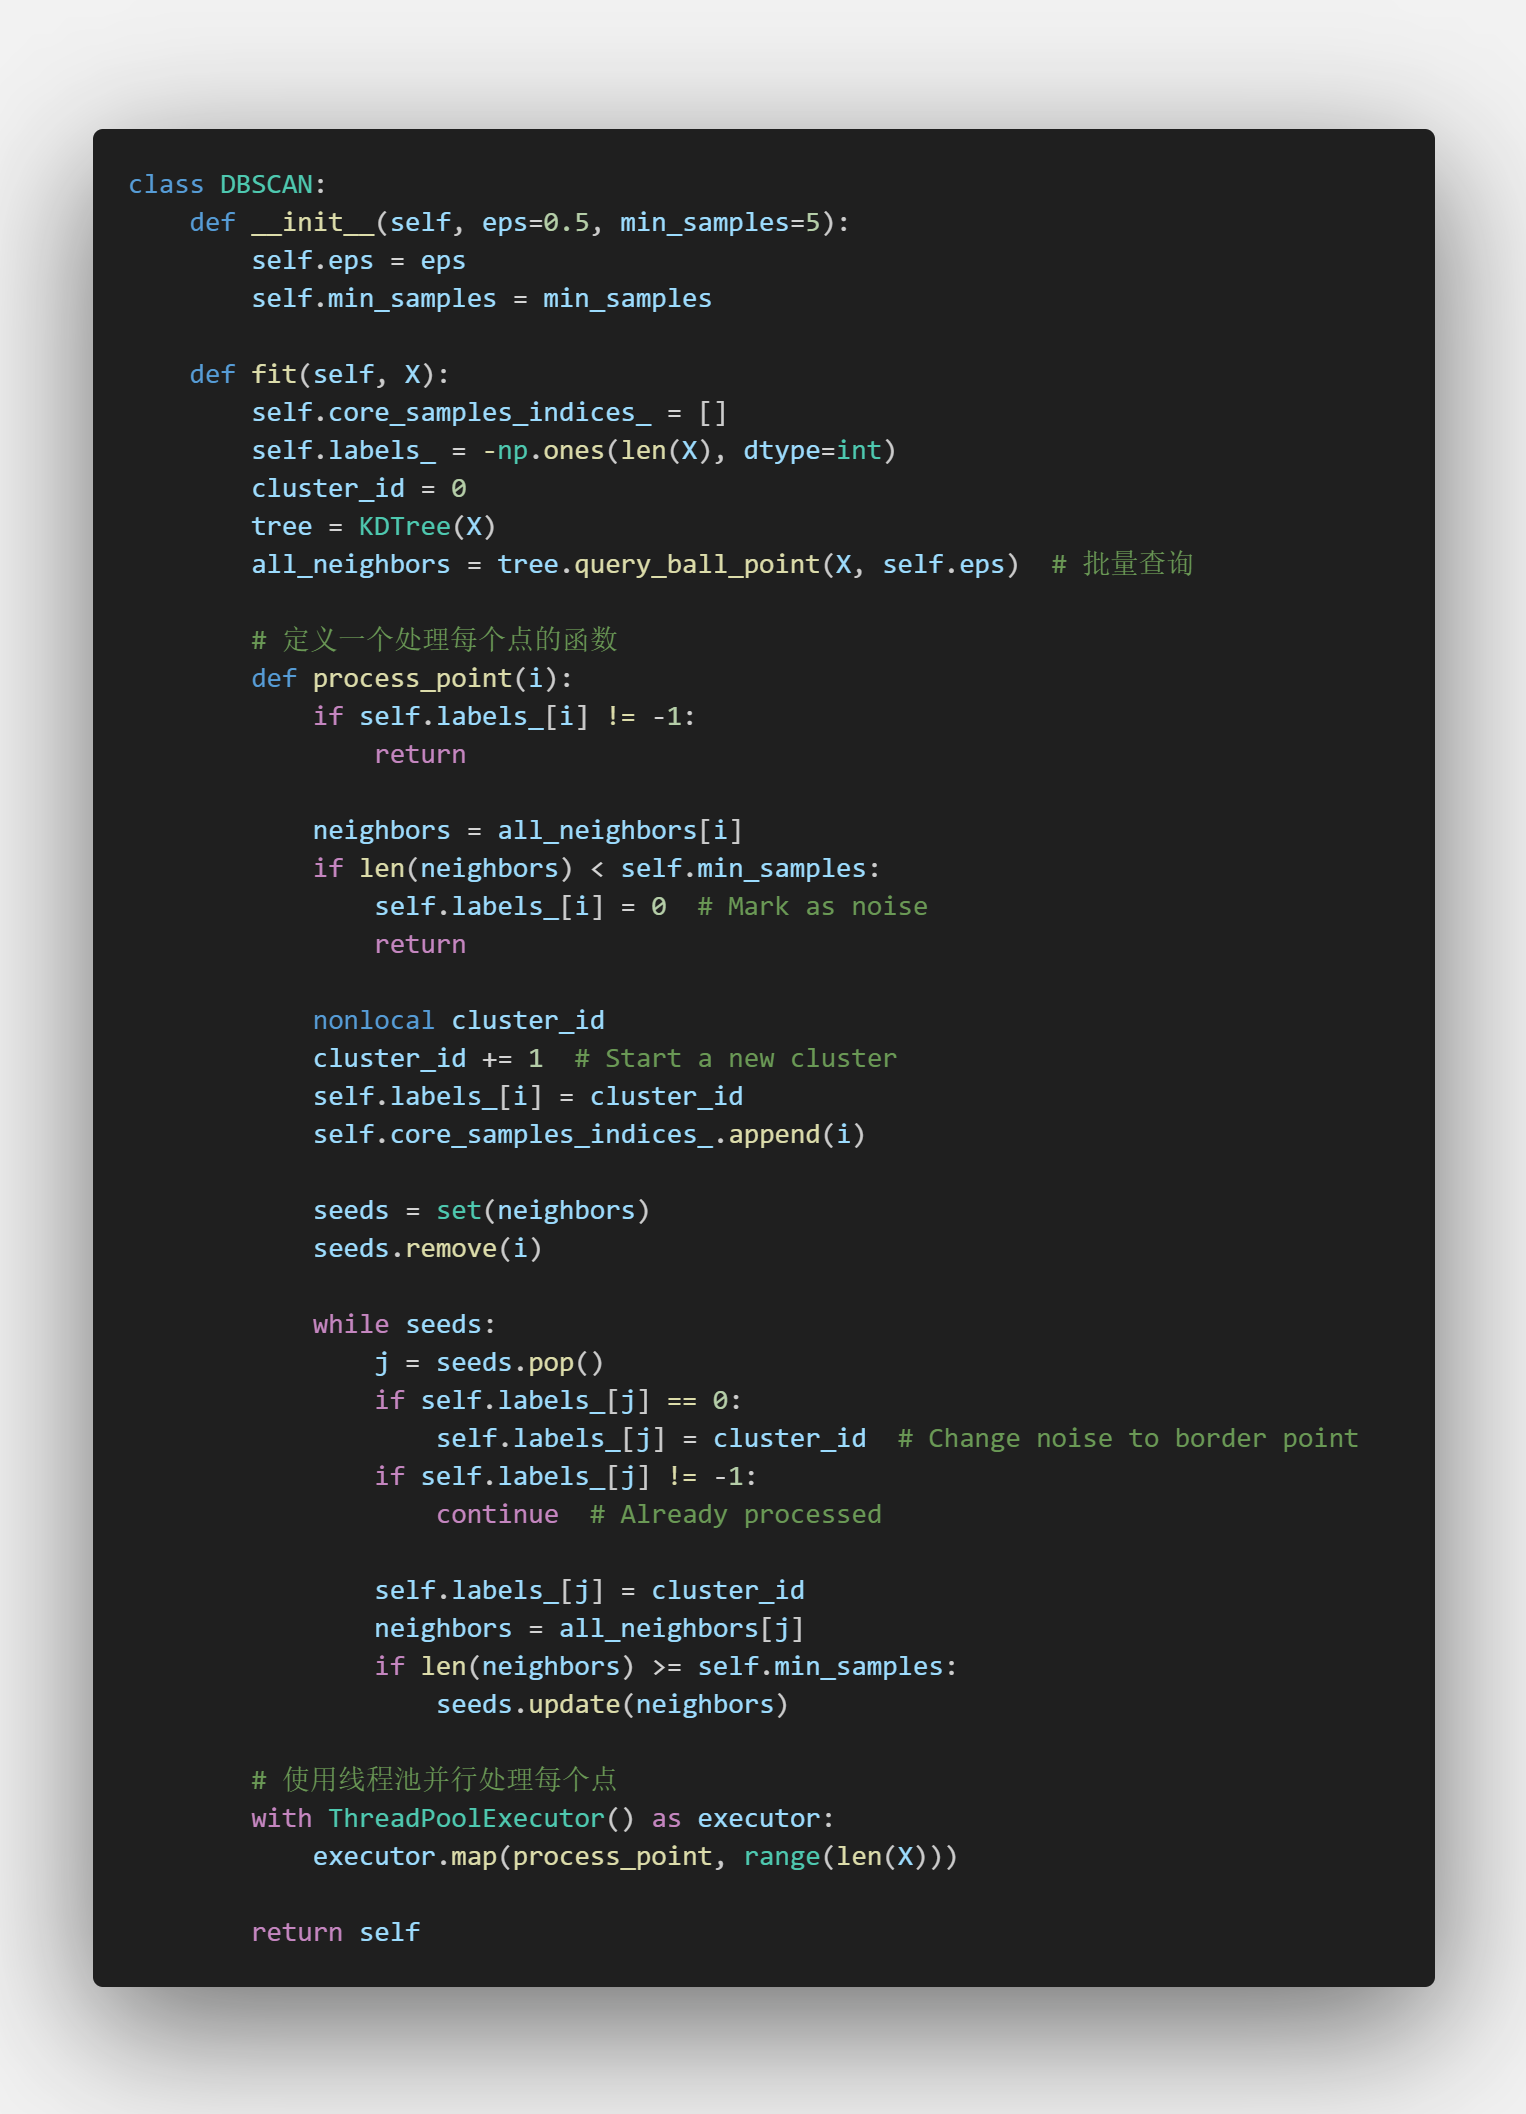 class DBSCAN:
    def __init__(self, eps=0.5, min_samples=5):
        self.eps = eps
        self.min_samples = min_samples

    def fit(self, X):
        self.core_samples_indices_ = []
        self.labels_ = -np.ones(len(X), dtype=int)
        cluster_id = 0
        tree = KDTree(X)
        all_neighbors = tree.query_ball_point(X, self.eps)  # 批量查询

        # 定义一个处理每个点的函数
        def process_point(i):
            if self.labels_[i] != -1:
                return

            neighbors = all_neighbors[i]
            if len(neighbors) < self.min_samples:
                self.labels_[i] = 0  # Mark as noise
                return

            nonlocal cluster_id
            cluster_id += 1  # Start a new cluster
            self.labels_[i] = cluster_id
            self.core_samples_indices_.append(i)

            seeds = set(neighbors)
            seeds.remove(i)

            while seeds:
                j = seeds.pop()
                if self.labels_[j] == 0:
                    self.labels_[j] = cluster_id  # Change noise to border point
                if self.labels_[j] != -1:
                    continue  # Already processed

                self.labels_[j] = cluster_id
                neighbors = all_neighbors[j]
                if len(neighbors) >= self.min_samples:
                    seeds.update(neighbors)

        # 使用线程池并行处理每个点
        with ThreadPoolExecutor() as executor:
            executor.map(process_point, range(len(X)))

        return self